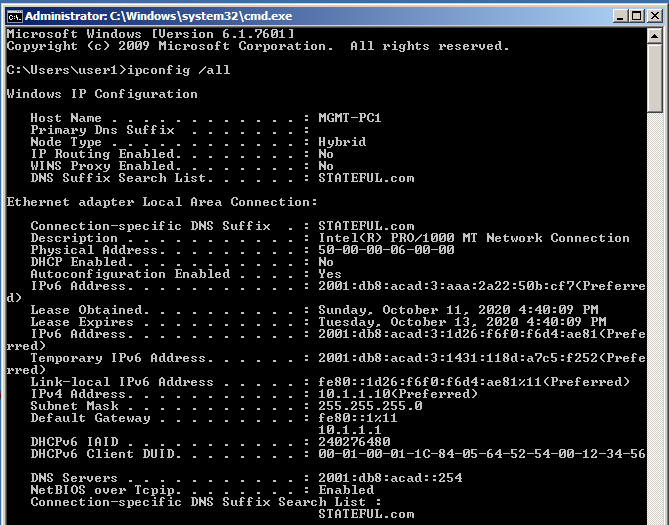 Administrator: C:\Windows\system32\cmd.exe
Microsoft Windows [Version 6.1.7601]
Copyright (c) 2009 Microsoft Corporation.  All rights reserved.
C:\Users\user1>ipconfig /all
Windows IP Configuration
   Host Name . . . . . . . . . . . . : MGMT-PC1
   Primary Dns Suffix  . . . . . . . :
   Node Type . . . . . . . . . . . . : Hybrid
   IP Routing Enabled. . . . . . . . : No
   WINS Proxy Enabled. . . . . . . . : No
   DNS Suffix Search List. . . . . . : STATEFUL.com
Ethernet adapter Local Area Connection:
   Connection-specific DNS Suffix  . : STATEFUL.com
   Description . . . . . . . . . . . : Intel(R) PRO/1000 MT Network Connection
   Physical Address. . . . . . . . . : 50-00-00-06-00-00
   DHCP Enabled. . . . . . . . . . . : No
   Autoconfiguration Enabled . . . . : Yes
   IPv6 Address. . . . . . . . . . . : 2001:db8:acad:3:aaa:2a22:50b:cf7(Preferre
d)
   Lease Obtained. . . . . . . . . . : Sunday, October 11, 2020 4:40:09 PM
   Lease Expires . . . . . . . . . . : Tuesday, October 13, 2020 4:40:09 PM
   IPv6 Address. . . . . . . . . . . : 2001:db8:acad:3:1d26:f6f0:f6d4:ae81(Prefe
rred)
   Temporary IPv6 Address. . . . . . : 2001:db8:acad:3:1431:118d:a7c5:f252(Prefe
rred)
   Link-local IPv6 Address . . . . . : fe80::1d26:f6f0:f6d4:ae81%11(Preferred)
   IPv4 Address. . . . . . . . . . . : 10.1.1.10(Preferred)
   Subnet Mask . . . . . . . . . . . : 255.255.255.0
   Default Gateway . . . . . . . . . : fe80::1%11
                                       10.1.1.1
   DHCPv6 IAID . . . . . . . . . . . : 240276480
   DHCPv6 Client DUID. . . . . . . . : 00-01-00-01-1C-84-05-64-52-54-00-12-34-56
   DNS Servers . . . . . . . . . . . : 2001:db8:acad::254
   NetBIOS over Tcpip. . . . . . . . : Enabled
   Connection-specific DNS Suffix Search List :
                                       STATEFUL.com